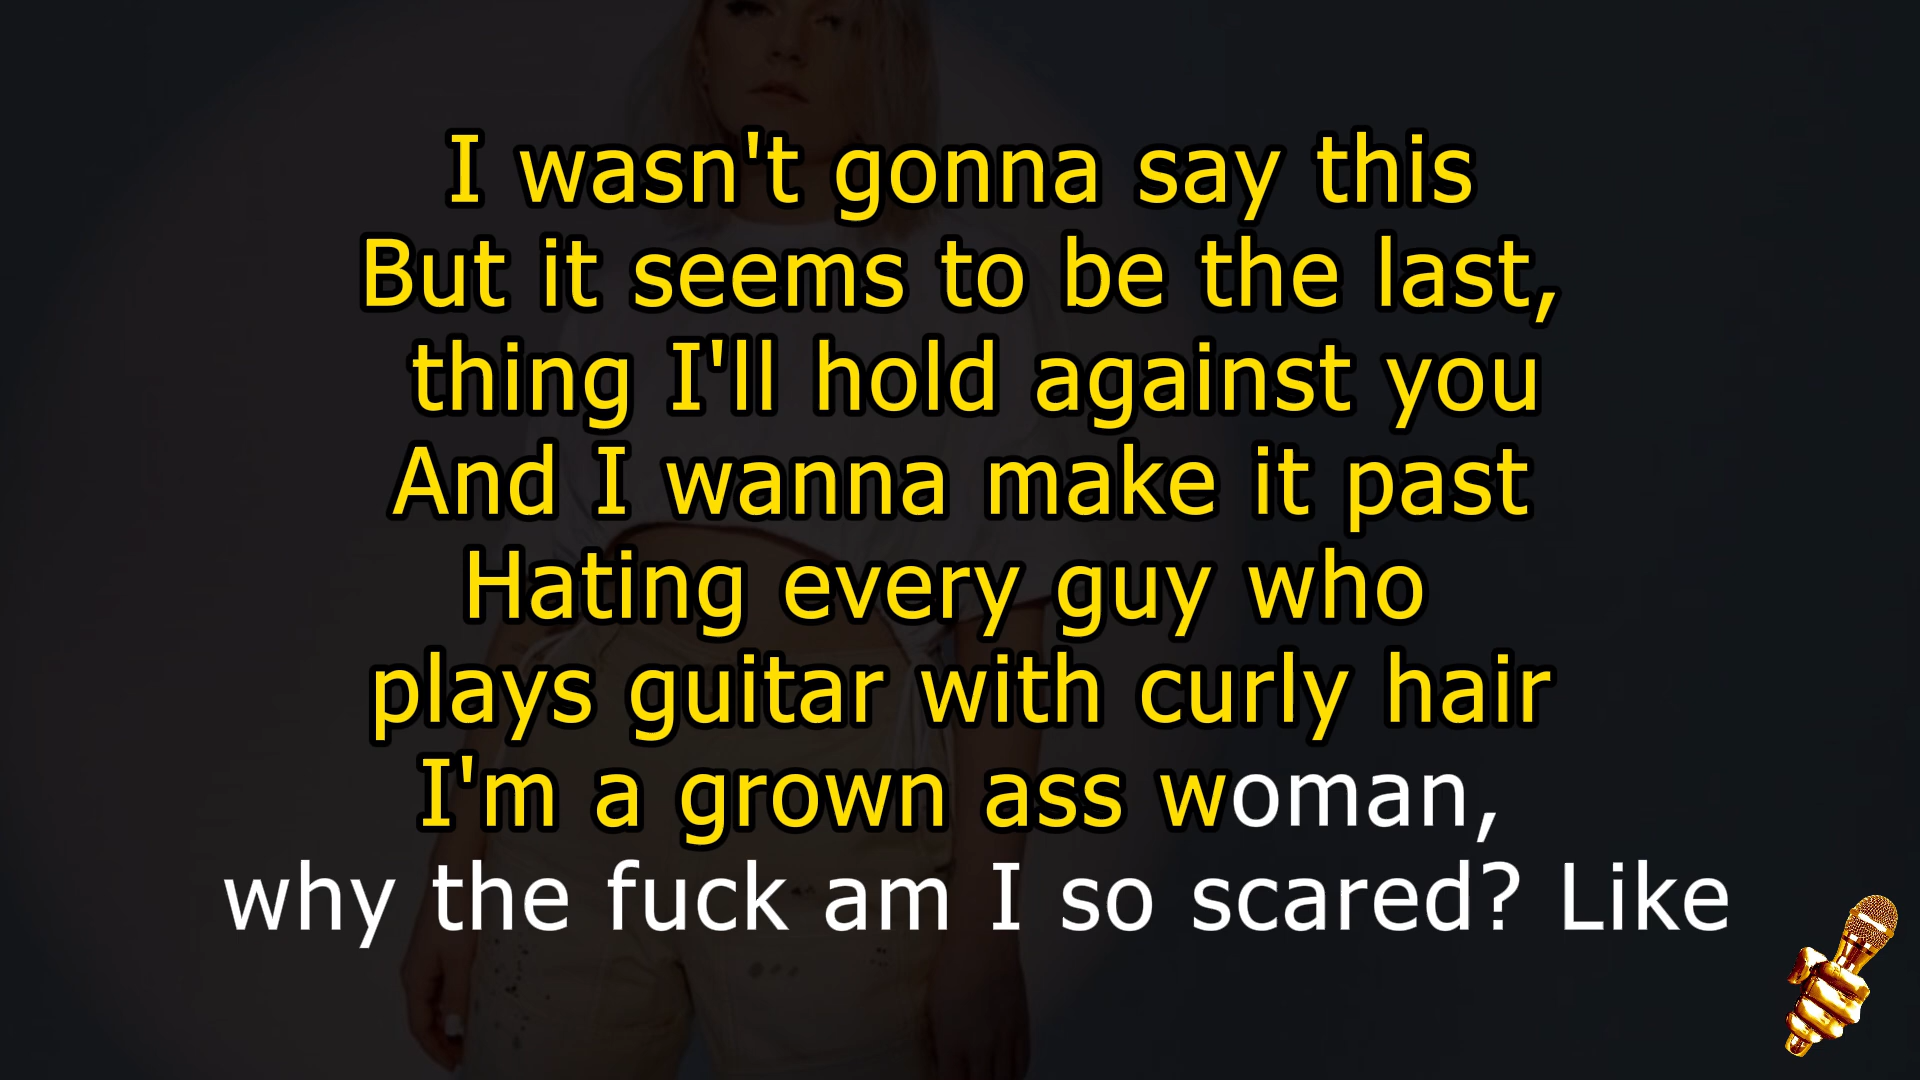 I wasn't gonna say this
But it seems to be the last,
thing I'll hold against you
And I wanna make it past
Hating every guy who
plays guitar with curly hair
I'm a grown ass woman,
why the fuck am I so scared? Like